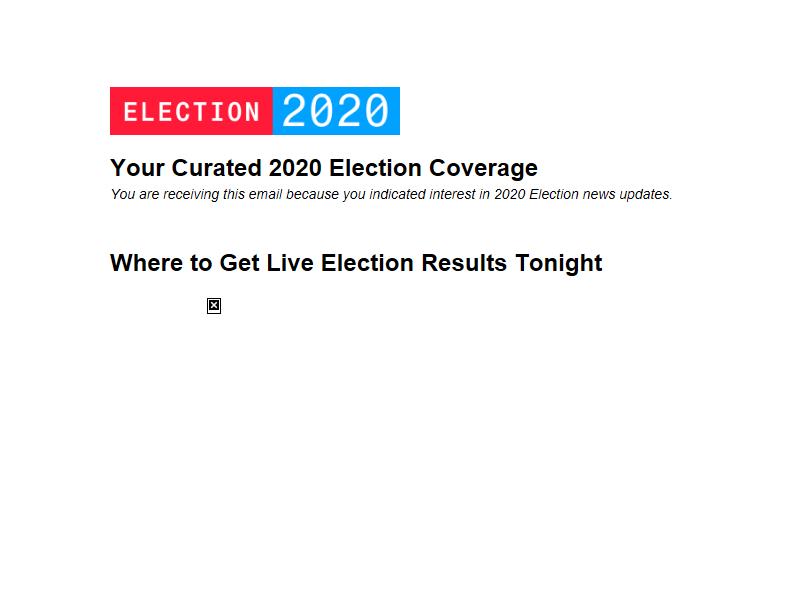 ELECTION 2020
Your Curated 2020 Election Coverage
You are receiving this email because you indicated interest in 2020 Election news updates.
Where to Get Live Election Results Tonight